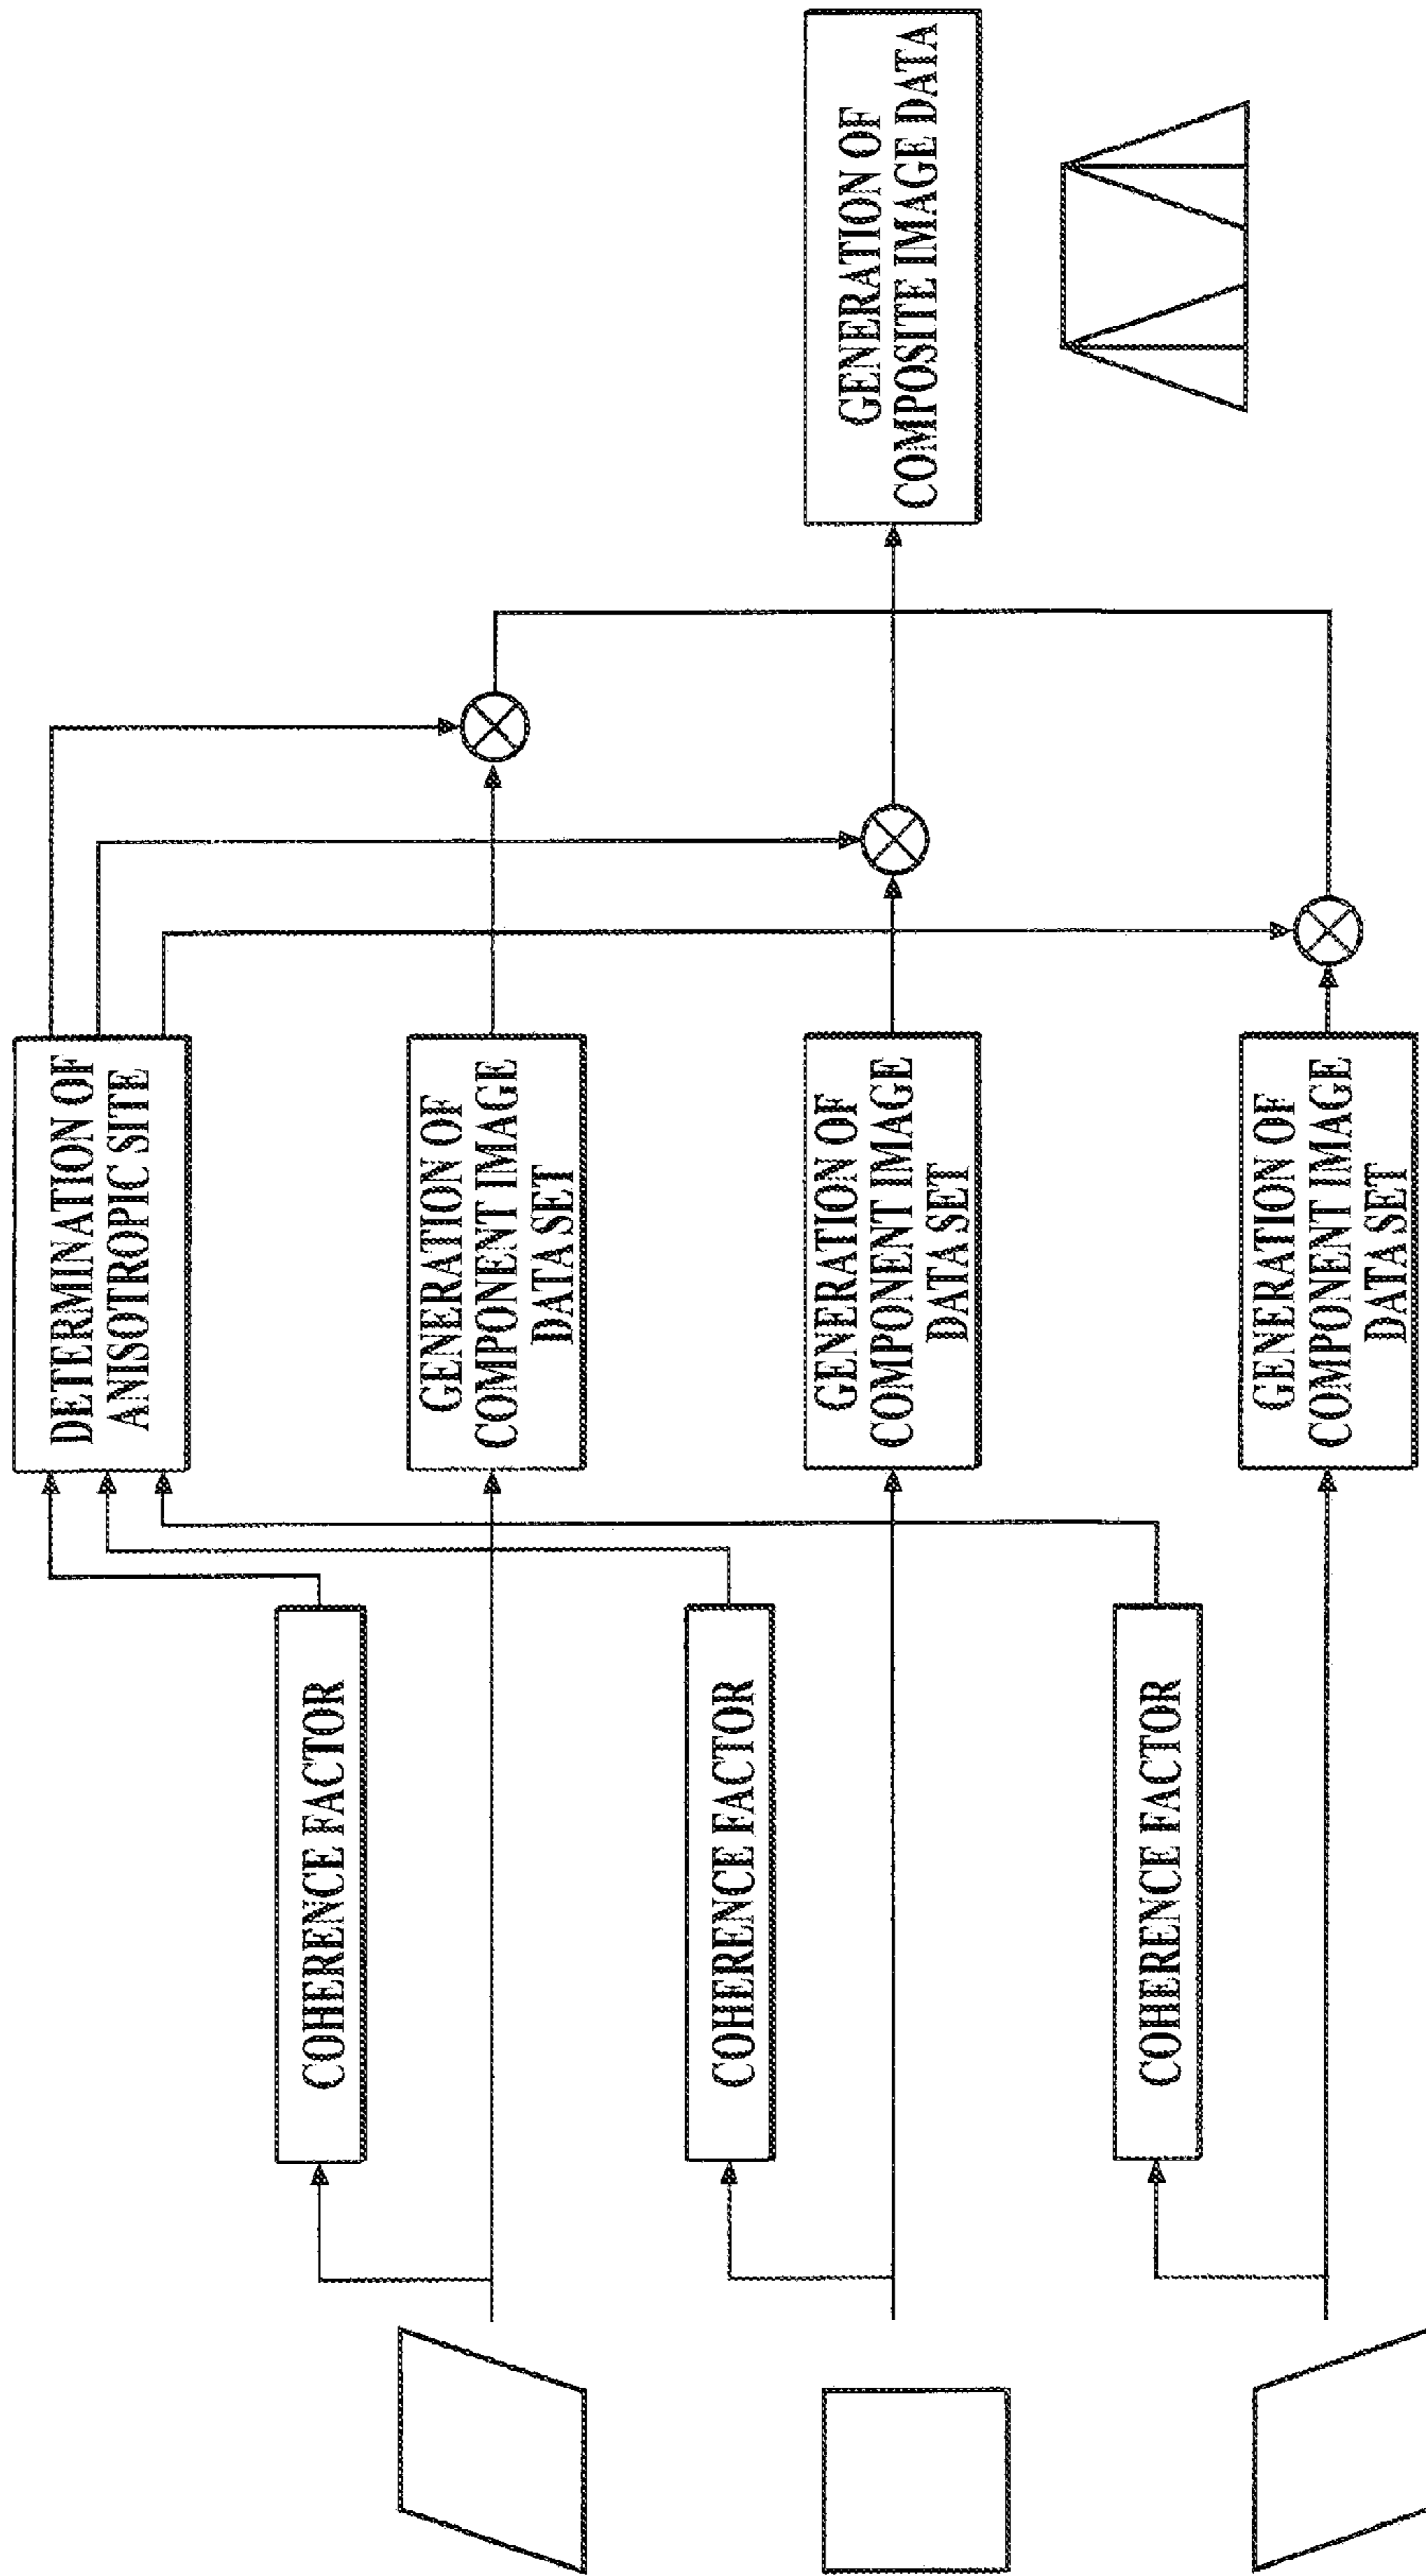 COHERENCE FACTOR
COHERENCE FACTOR
COHERENCE FACTOR
DETERMINATION OF
ANISOTROPIC SITE
GENERATION OF
COMPONENT IMAGE
DATA SET
GENERATION OF
COMPONENT IMAGE
DATA SET
GENERATION OF
COMPONENT IMAGE
DATA SET
GENERATION OF
COMPOSITE IMAGE DATA